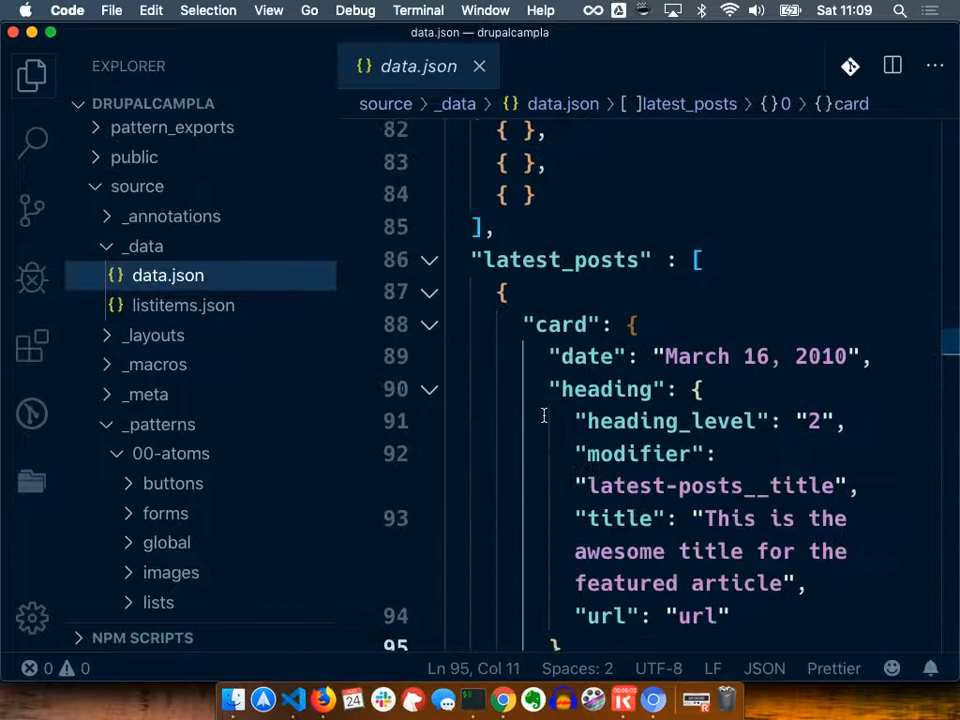 Code File Edit Selection View Go Debug Terminal Window Help Sat 11:09
data.json — drupalcampla
EXPLORER
{} data.json
DRUPALCAMPLA
pattern_exports
public
source
_annotations
_data
{} data.json
{} listitems.json
_layouts
_macros
_meta
_patterns
00-atoms
buttons
forms
global
images
lists
NPM SCRIPTS
source > _data > {} data.json > [ ]latest_posts > {}0 > {}card
82 { },
83 { },
84 { }
85 ],
86 "latest_posts" : [
87 {
88 "card": {
89 "date": "March 16, 2010",
90 "heading": {
91 "heading_level": "2",
92 "modifier":
"latest-posts__title",
93 "title": "This is the
awesome title for the
featured article",
94 "url": "url"
95 }
0 0 Ln 95, Col 11 Spaces: 2 UTF-8 LF JSON Prettier
24